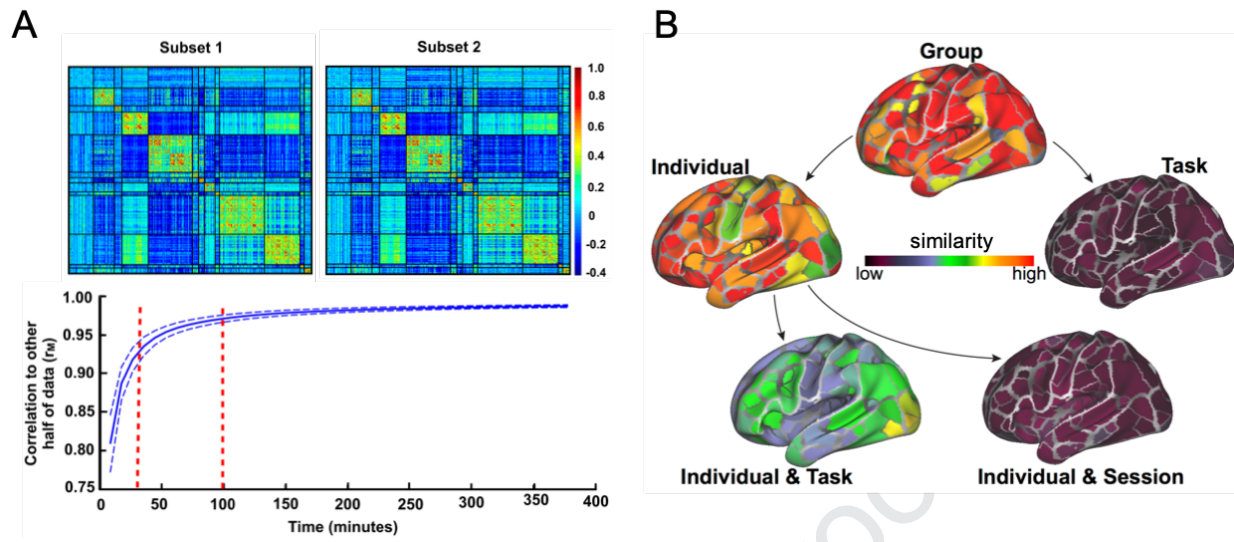 A
Subset 1
Subset 2
1.0
0.8
0.6
0.4
0.2
0
-0.2
-0.4
1.00
0.95
0.90
0.85
0.80
0.75
Correlation to other
half of data (rM)
0
50
100
150
200
250
300
350
400
Time (minutes)
B
Group
Individual
Task
similarity
low
high
Individual & Task
Individual & Session